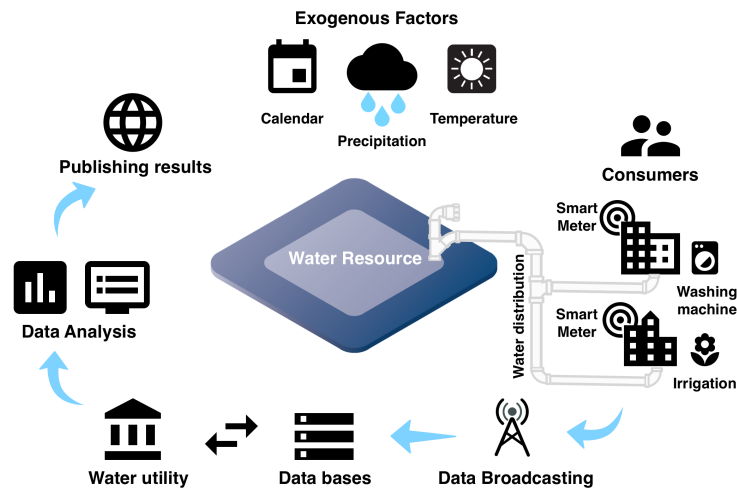 Exogenous Factors
Calendar
Precipitation
Temperature
Publishing results
Consumers
Smart
Meter
Water Resource
Washing
machine
Water distribution
Smart
Meter
Data Analysis
Irrigation
Water utility
Data bases
Data Broadcasting